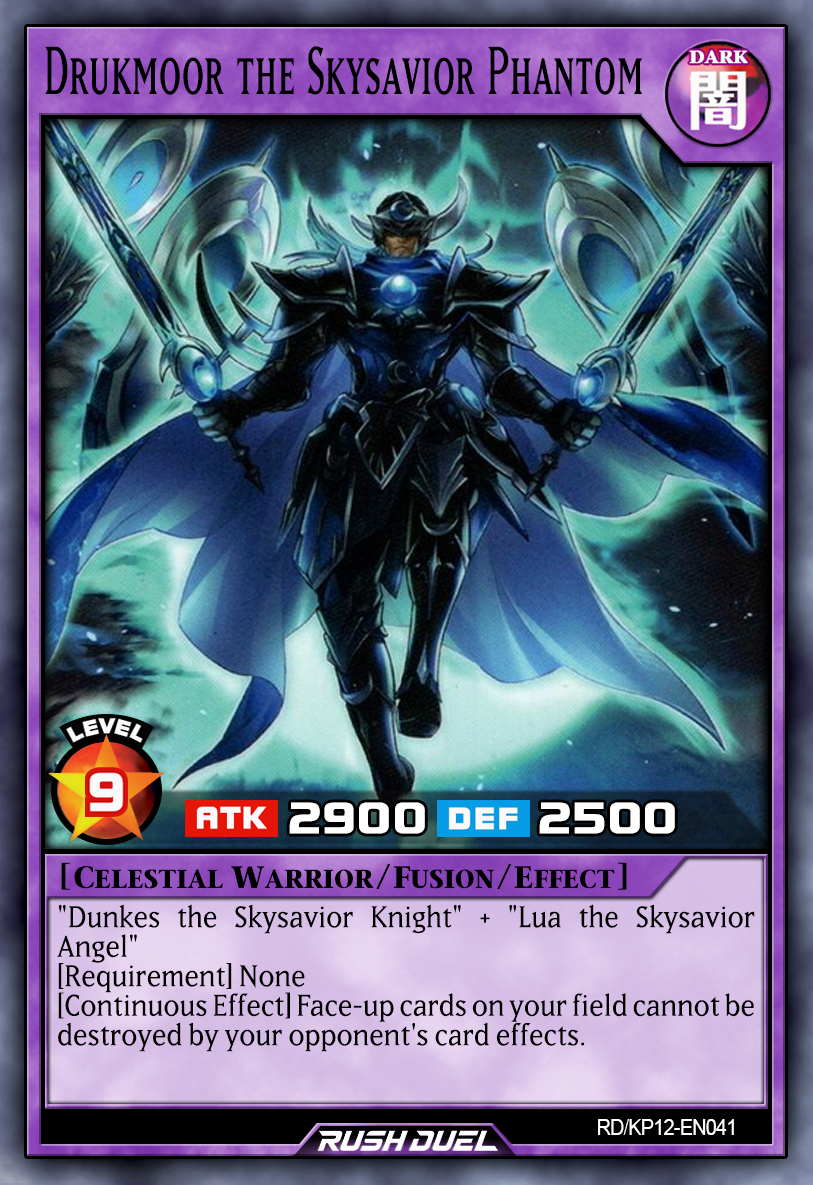 Drukmoor the Skysavior Phantom
DARK
闇
LEVEL
9
ATK 2900 DEF 2500
[Celestial Warrior/Fusion/Effect]
"Dunkes the Skysavior Knight" + "Lua the Skysavior
Angel"
[Requirement] None
[Continuous Effect] Face-up cards on your field cannot be
destroyed by your opponent's card effects.
RD/KP12-EN041
RUSH DUEL